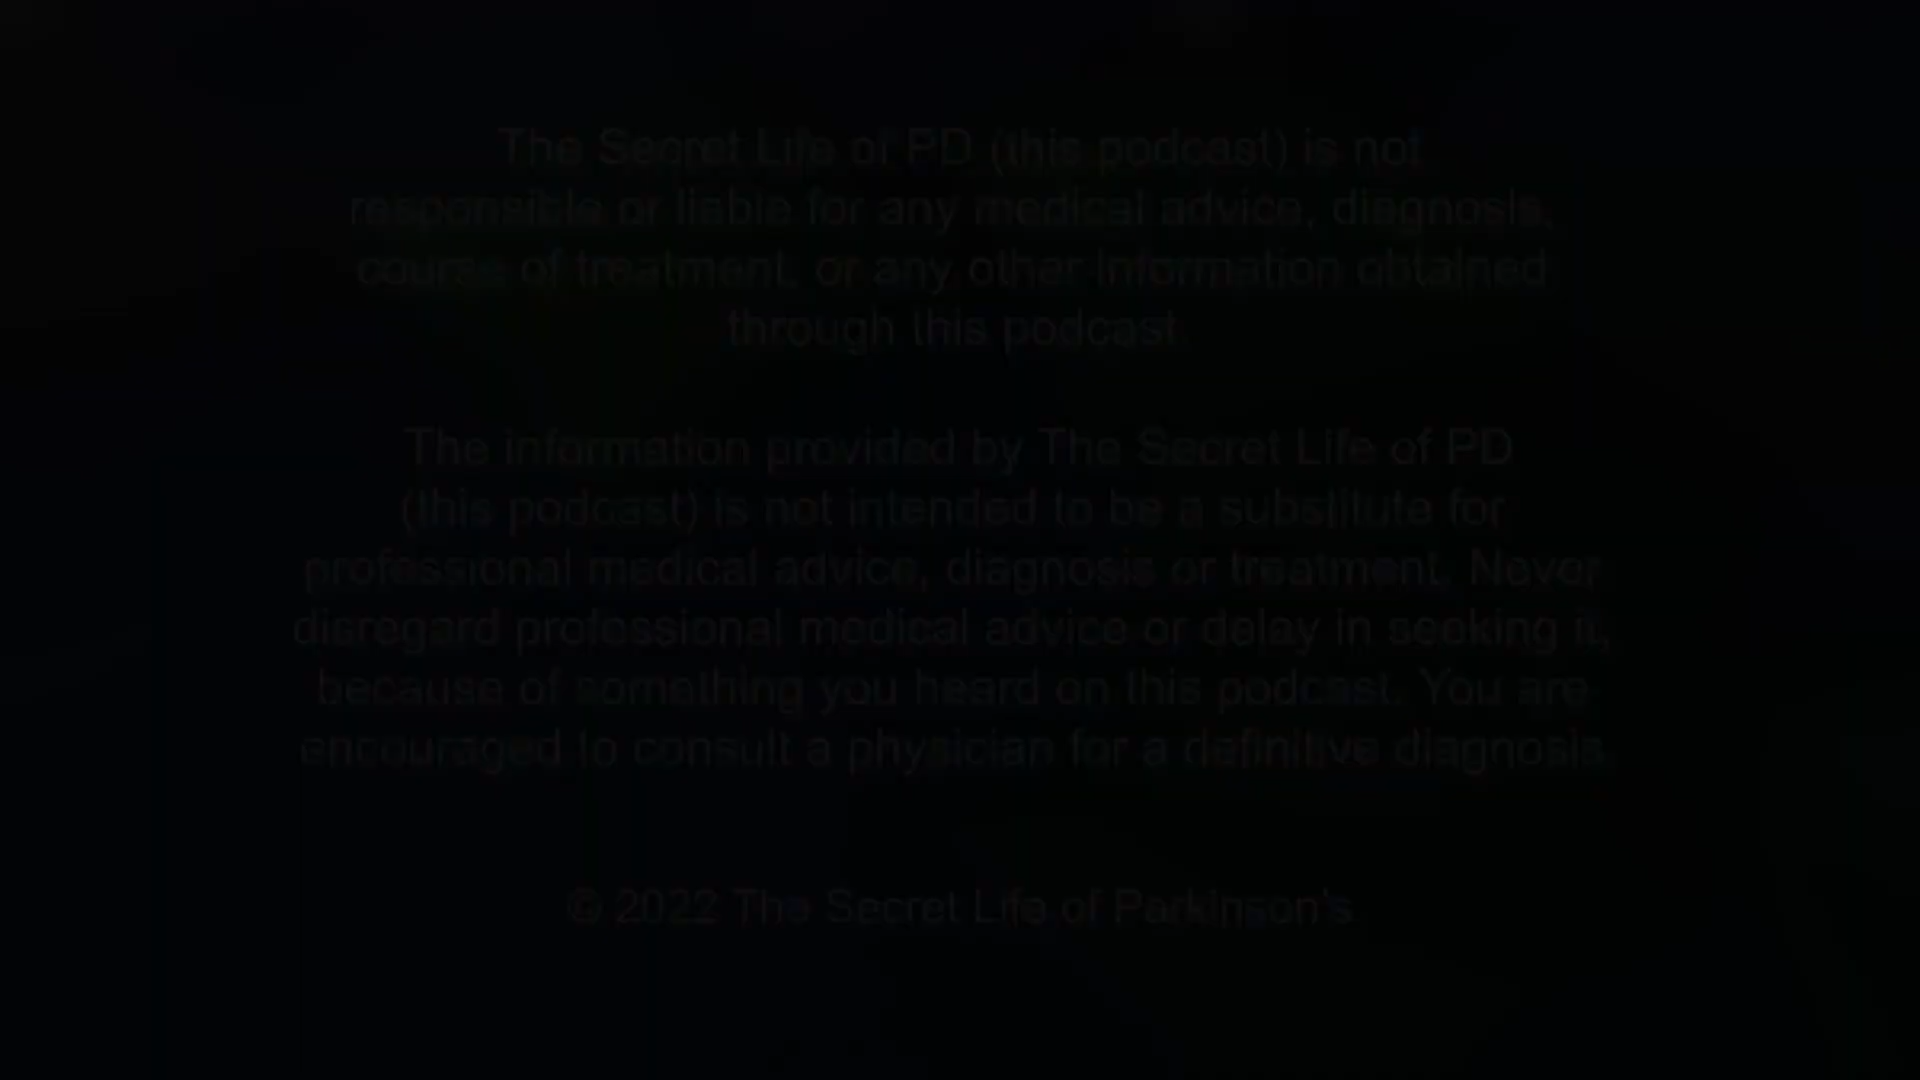 The Secret Life of PD (this podcast) is not
responsible or liable for any medical advice, diagnosis,
course of treatment, or any other information obtained
through this podcast.
The information provided by The Secret Life of PD
(this podcast) is not intended to be a substitute for
professional medical advice, diagnosis or treatment. Never
disregard professional medical advice or delay in seeking it,
because of something you heard on this podcast. You are
encouraged to consult a physician for a definitive diagnosis.
© 2022 The Secret Life of Parkinson's